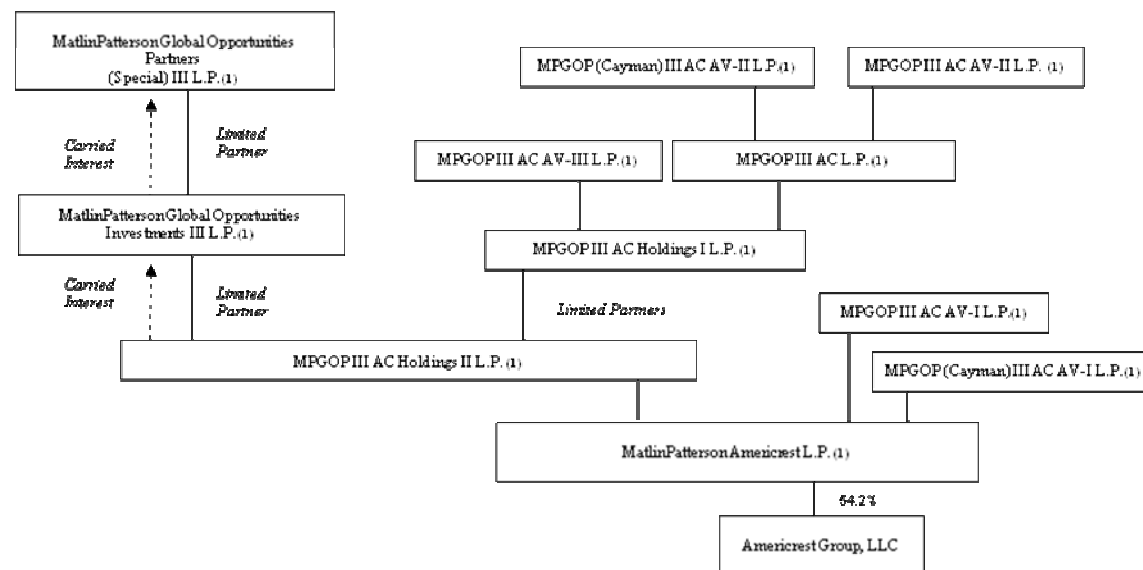 MatlinPatterson Global Opportunities
Partners
(Special) III L.P. (1)
MPGOP (Cayman) III AC AV-II L.P. (1)
MPGOP III AC AV-II L.P. (1)
Carried
Interest
Limited
Partner
MPGOP III AC AV-III L.P. (1)
MPGOP III AC L.P. (1)
MatlinPatterson Global Opportunities
Investments III L.P. (1)
MPGOP III AC Holdings I L.P. (1)
Carried
Interest
Limited
Partner
Limited Partners
MPGOP III AC AV-I L.P. (1)
MPGOP III AC Holdings II L.P. (1)
MPGOP (Cayman) III AC AV-I L.P. (1)
MatlinPatterson Americrest L.P. (1)
54.2%
Americrest Group, LLC